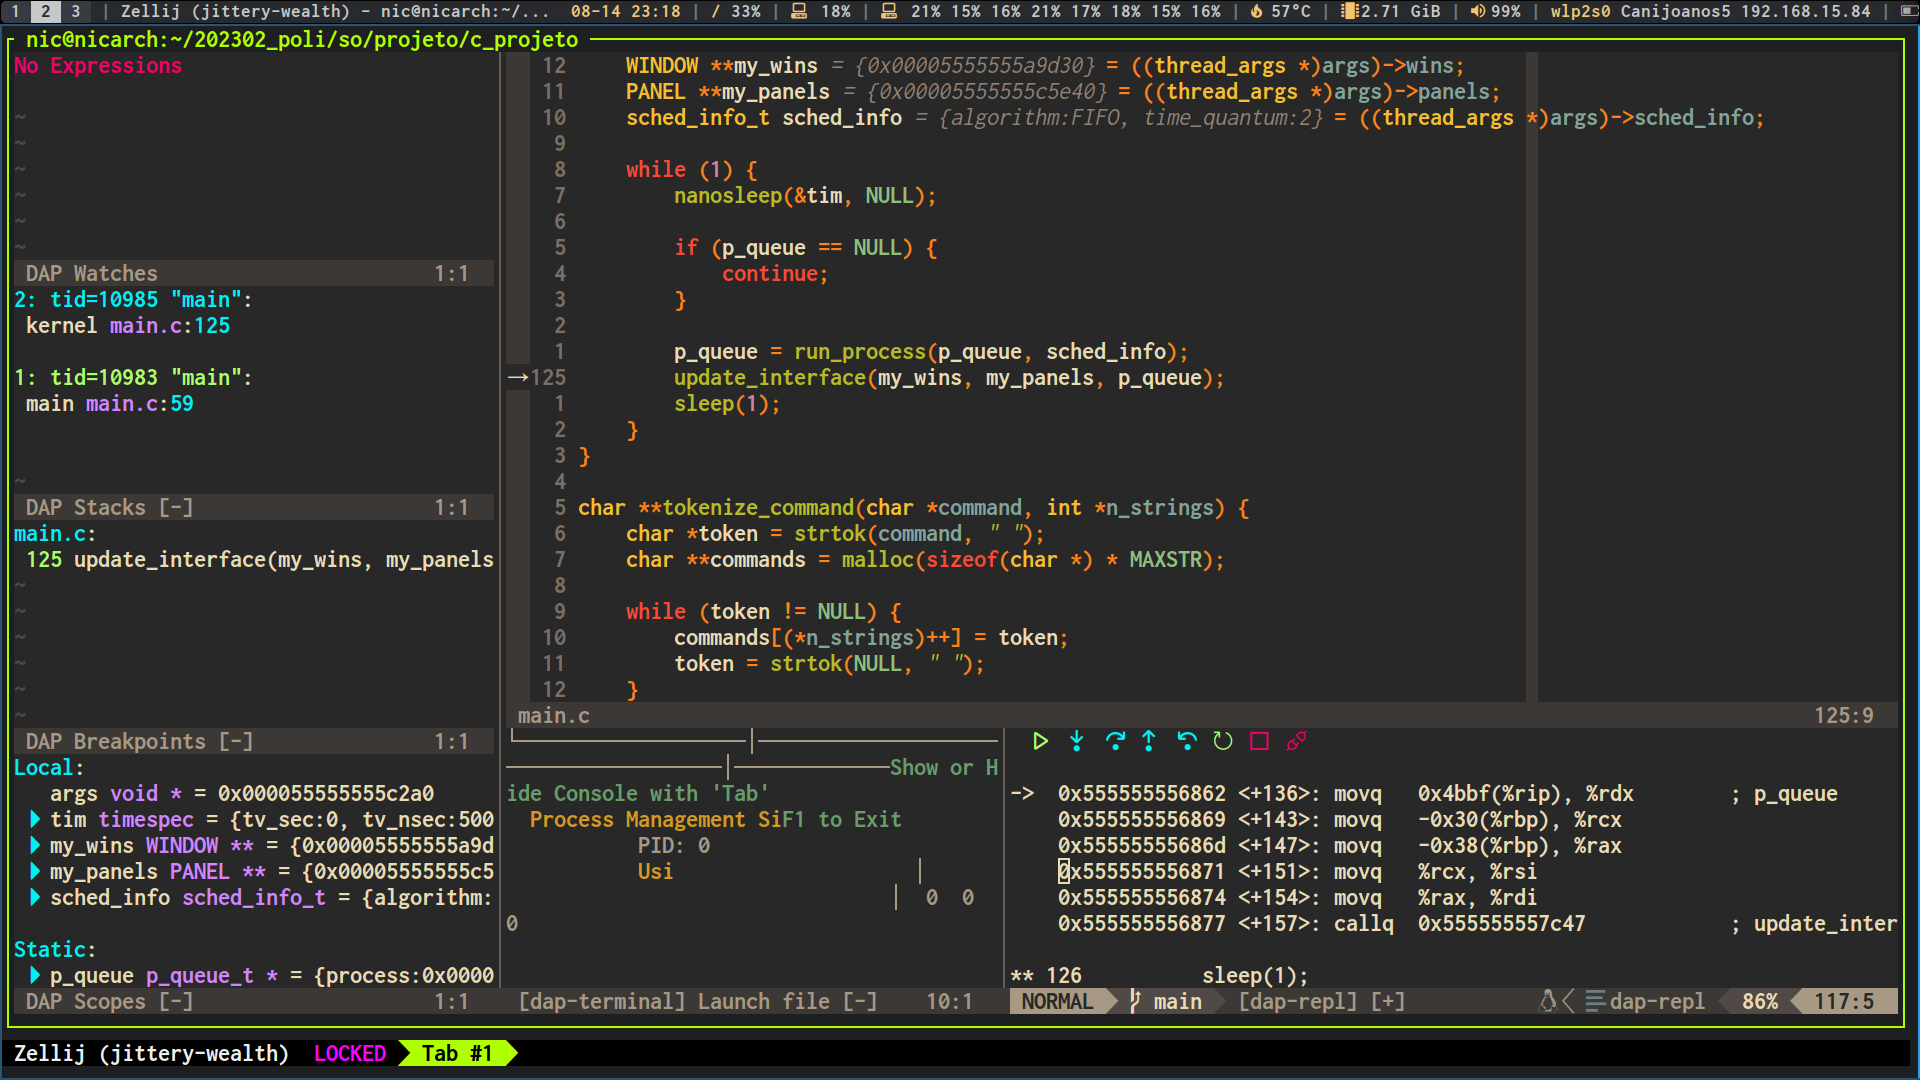 1 2 3 | Zellij (jittery-wealth) - nic@nicarch:~/... 08-14 23:18 | / 33% | 18% | 21% 15% 16% 21% 17% 18% 15% 16% | 57°C | 2.71 GiB | 99% | wlp2s0 Canijoanos5 192.168.15.84 |
nic@nicarch:~/202302_poli/so/projeto/c_projeto
No Expressions
~
~
~
~
~
~
DAP Watches 1:1
2: tid=10985 "main":
kernel main.c:125
1: tid=10983 "main":
main main.c:59
~
DAP Stacks [-] 1:1
main.c:
125 update_interface(my_wins, my_panels
~
~
~
~
~
~
DAP Breakpoints [-] 1:1
Local:
args void * = 0x000055555555c2a0
tim timespec = {tv_sec:0, tv_nsec:500
my_wins WINDOW ** = {0x00005555555a9d
my_panels PANEL ** = {0x00005555555c5
sched_info sched_info_t = {algorithm:
Static:
p_queue p_queue_t * = {process:0x0000
DAP Scopes [-] 1:1
12 WINDOW **my_wins = {0x00005555555a9d30} = ((thread_args *)args)->wins;
11 PANEL **my_panels = {0x00005555555c5e40} = ((thread_args *)args)->panels;
10 sched_info_t sched_info = {algorithm:FIFO, time_quantum:2} = ((thread_args *)args)->sched_info;
9
8 while (1) {
7 nanosleep(&tim, NULL);
6
5 if (p_queue == NULL) {
4 continue;
3 }
2
1 p_queue = run_process(p_queue, sched_info);
→125 update_interface(my_wins, my_panels, p_queue);
1 sleep(1);
2 }
3 }
4
5 char **tokenize_command(char *command, int *n_strings) {
6 char *token = strtok(command, " ");
7 char **commands = malloc(sizeof(char *) * MAXSTR);
8
9 while (token != NULL) {
10 commands[(*n_strings)++] = token;
11 token = strtok(NULL, " ");
12 }
main.c 125:9
Show or H
ide Console with 'Tab'
Process Management SiF1 to Exit
PID: 0
Usi
0 0
0
[dap-terminal] Launch file [-] 10:1
-> 0x555555556862 <+136>: movq 0x4bbf(%rip), %rdx ; p_queue
0x555555556869 <+143>: movq -0x30(%rbp), %rcx
0x55555555686d <+147>: movq -0x38(%rbp), %rax
0x555555556871 <+151>: movq %rcx, %rsi
0x555555556874 <+154>: movq %rax, %rdi
0x555555556877 <+157>: callq 0x555555557c47 ; update_inter
** 126 sleep(1);
NORMAL main [dap-repl] [+] dap-repl 86% 117:5
Zellij (jittery-wealth) LOCKED Tab #1